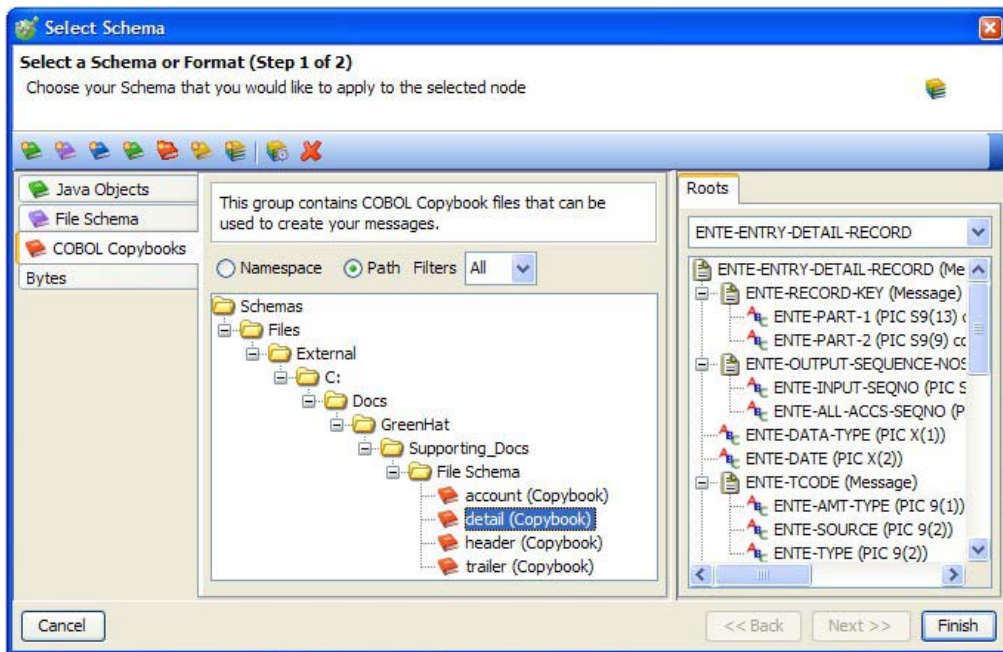 Select Schema
Select a Schema or Format (Step 1 of 2)
Choose your Schema that you would like to apply to the selected node
Java Objects
File Schema
COBOL Copybooks
Bytes
This group contains COBOL Copybook files that can be
used to create your messages.
Namespace Path Filters All
Schemas
Files
External
C:
Docs
GreenHat
Supporting_Docs
File Schema
account (Copybook)
detail (Copybook)
header (Copybook)
trailer (Copybook)
Roots
ENTE-ENTRY-DETAIL-RECORD
ENTE-ENTRY-DETAIL-RECORD (Me
ENTE-RECORD-KEY (Message)
ENTE-PART-1 (PIC S9(13) c
ENTE-PART-2 (PIC S9(9) co
ENTE-OUTPUT-SEQUENCE-NOS
ENTE-INPUT-SEQNO (PIC S
ENTE-ALL-ACCS-SEQNO (P
ENTE-DATA-TYPE (PIC X(1))
ENTE-DATE (PIC X(2))
ENTE-TCODE (Message)
ENTE-AMT-TYPE (PIC 9(1))
ENTE-SOURCE (PIC 9(2))
ENTE-TYPE (PIC 9(2))
Cancel << Back Next >> Finish